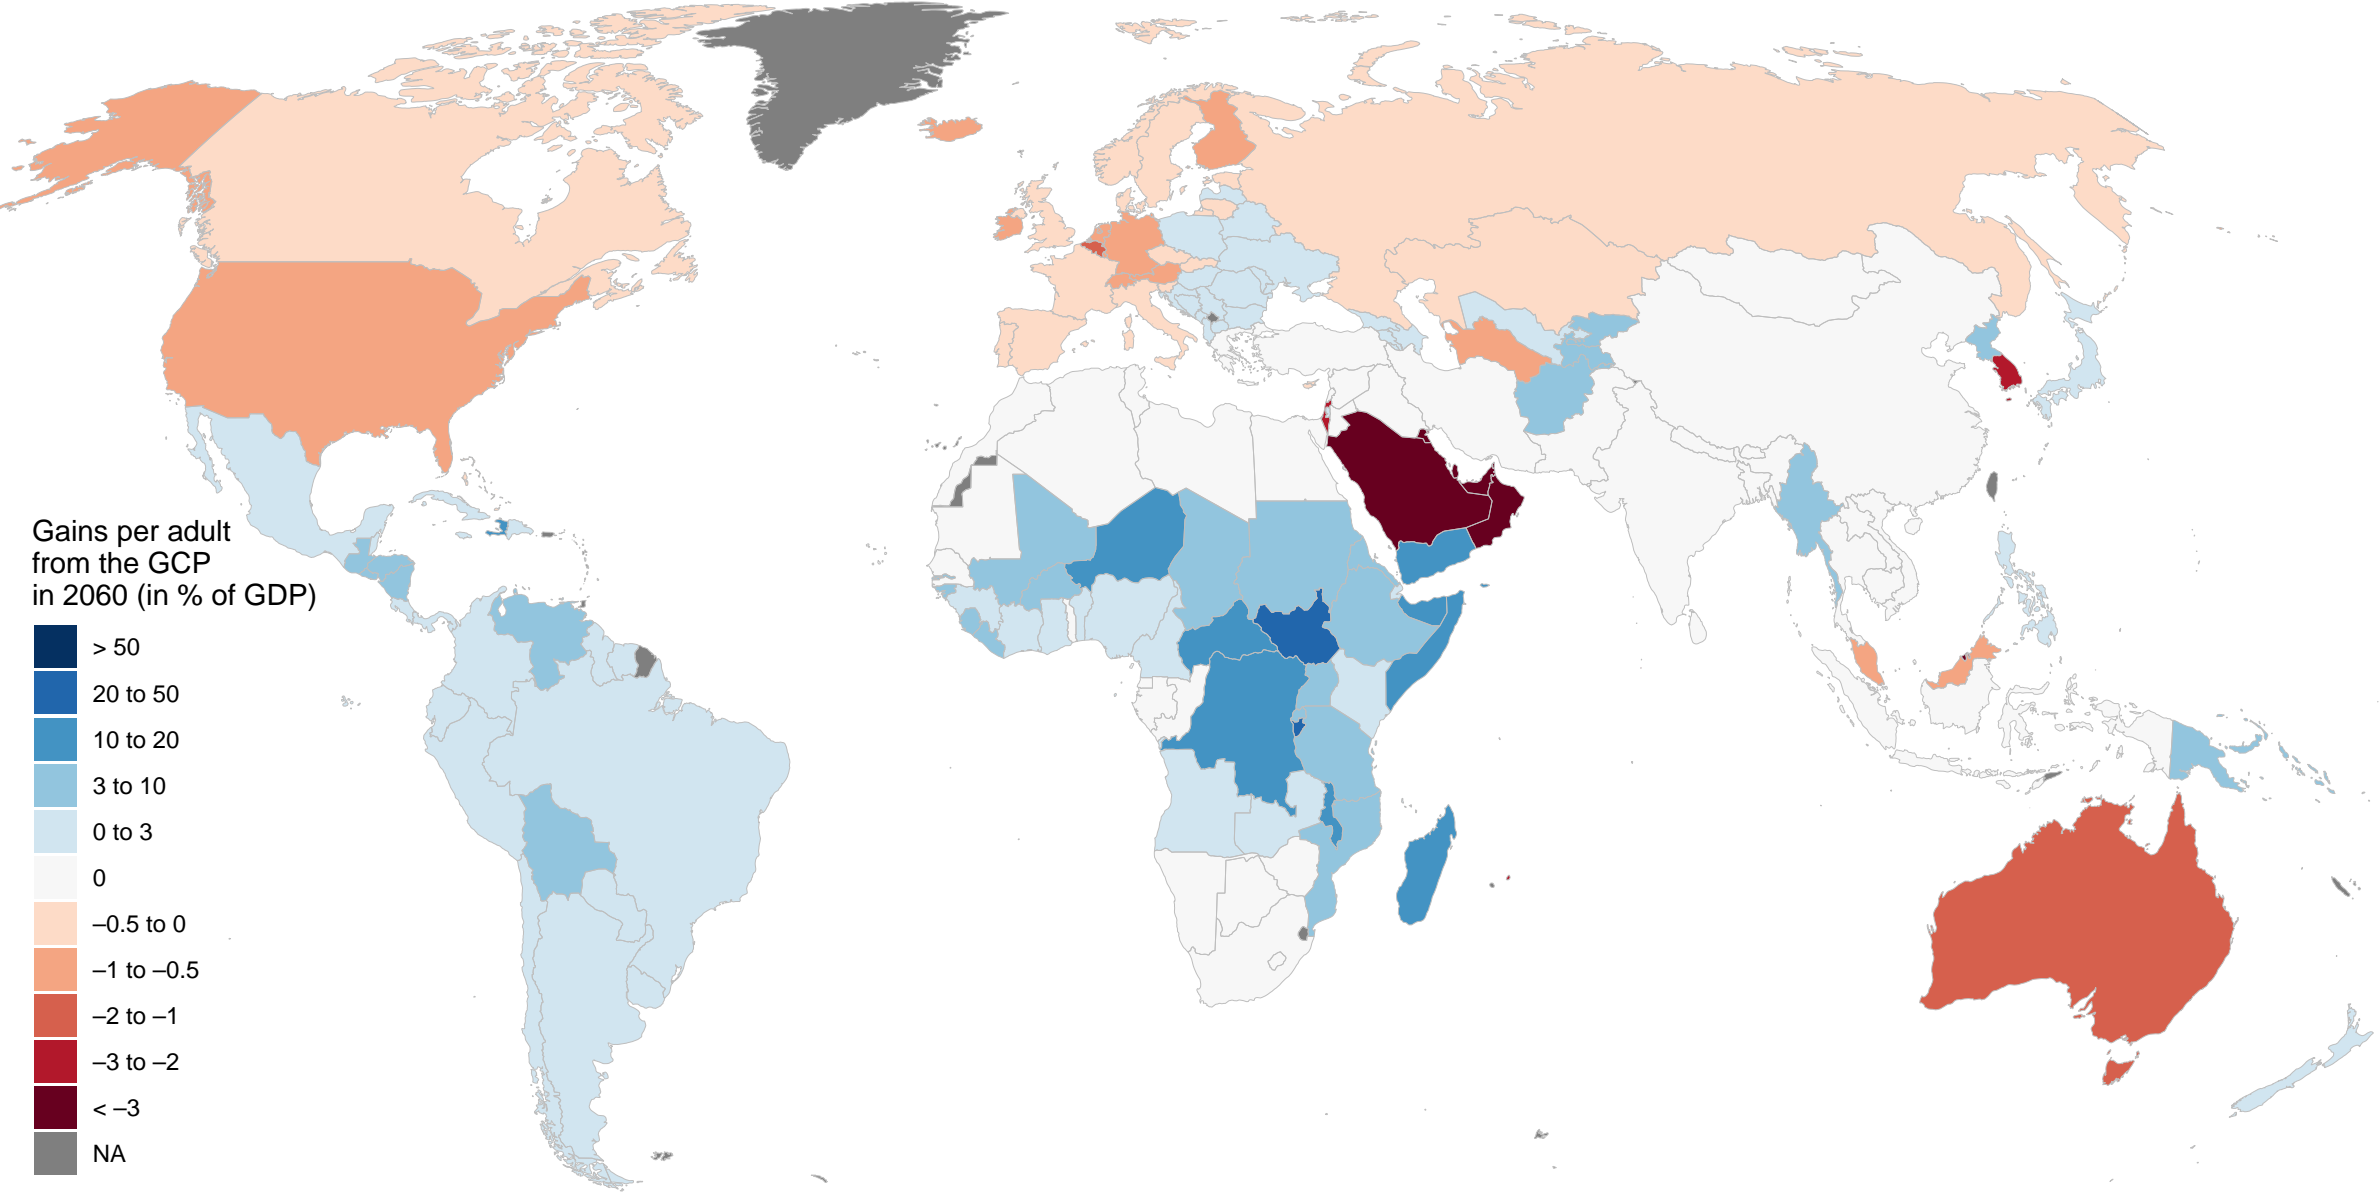 Gains per adult
from the GCP
in 2060 (in % of GDP)
> 50
20 to 50
10 to 20
3 to 10
0 to 3
0
–0.5 to 0
–1 to –0.5
–2 to –1
–3 to –2
< –3
NA